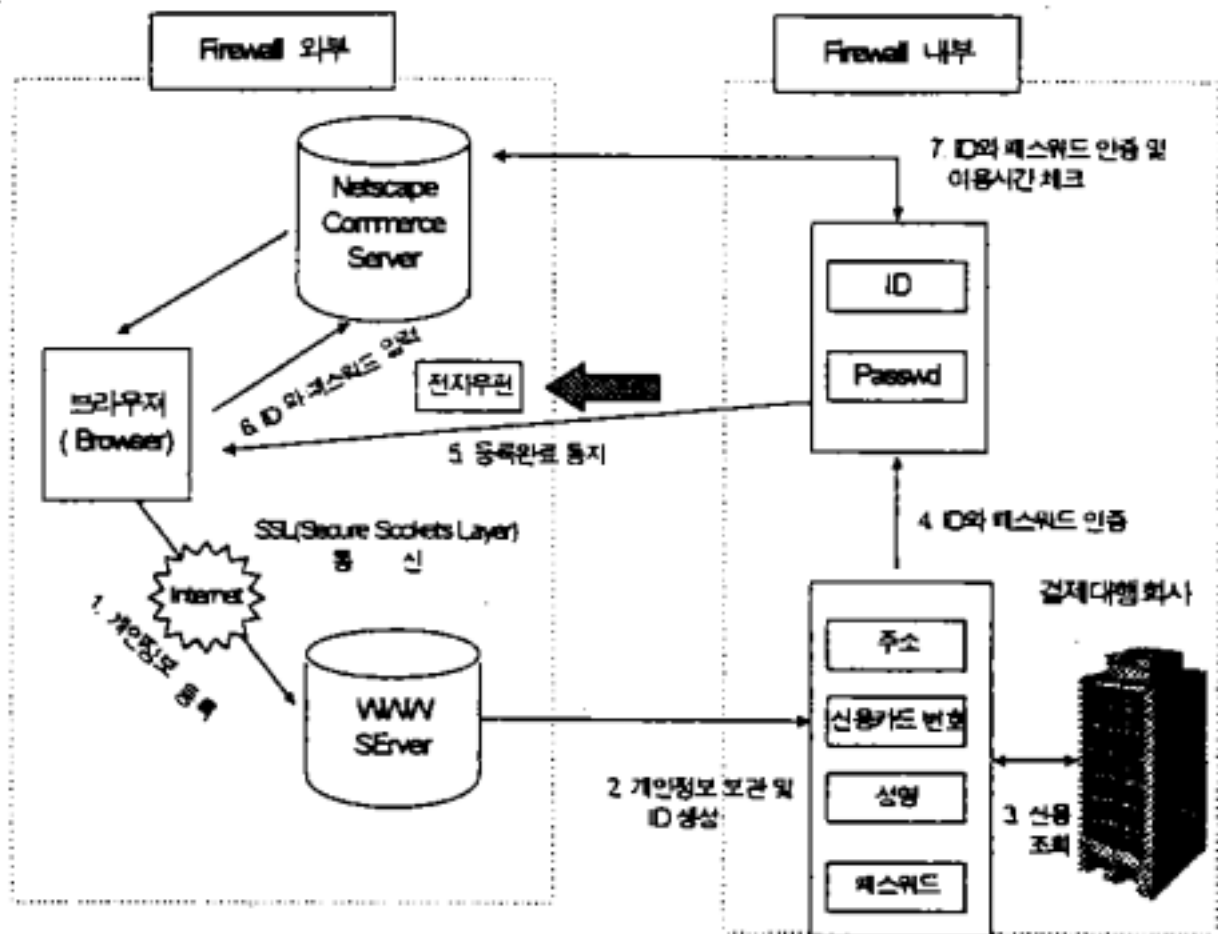 Firewall 외부
Firewall 내부
Netscape
Commerce
Server
7. ID와 패스워드 인증 및
이용시간 체크
ID
Passwd
브라우저
( Browser)
6. ID 와 패스워드 입력
전자우편
5. 등록완료 통지
4. ID와 패스워드 인증
SSL(Secure Sockets Layer)
통 신
Internet
1. 개인정보 등록
WWW
SErver
2. 개인정보 보관 및
ID 생성
주소
신용카드 번호
성명
패스워드
결제대행 회사
3. 신용
조회